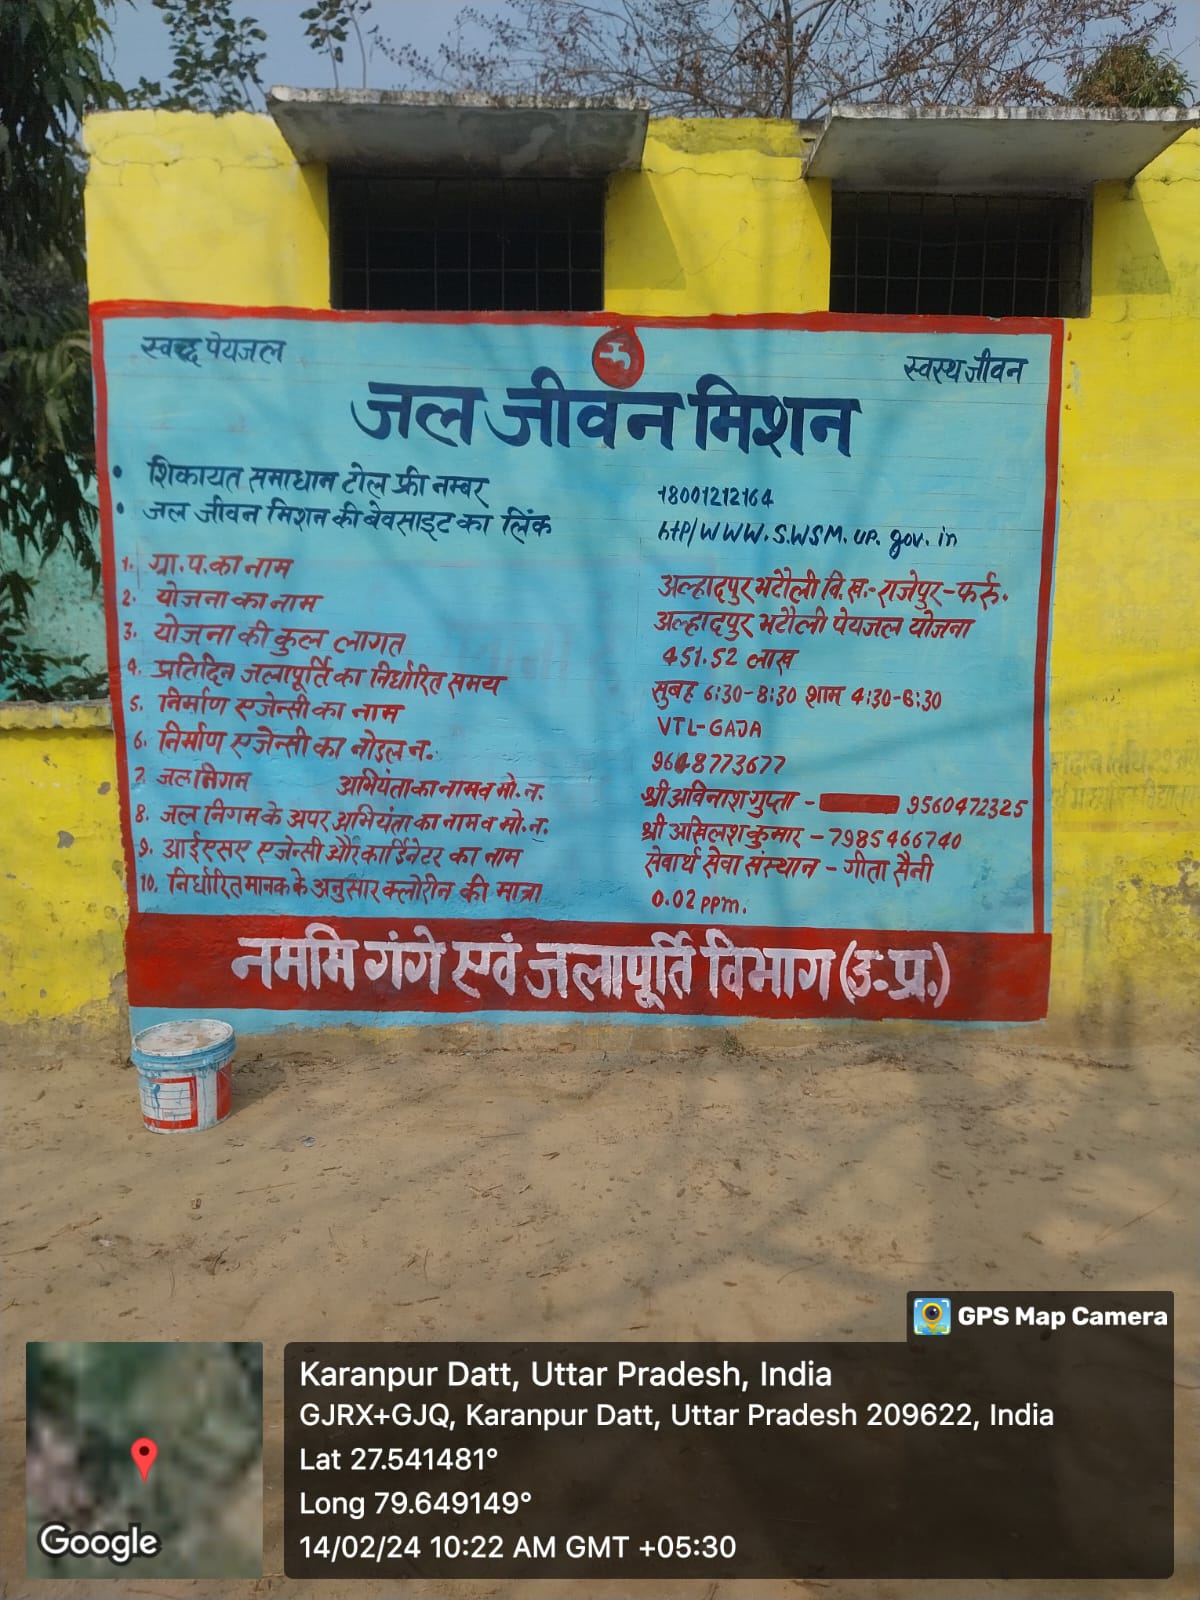 स्वच्छ पेयजल
स्वस्थ जीवन
जल जीवन मिशन
• शिकायत समाधान टोल फ्री नम्बर 18001212164
• जल जीवन मिशन की बेवसाइट का लिंक http/WWW.SWSM.UP.gov.in
1. ग्रा.प.का नाम अल्हादपुर भटौली वि.ख:-राजेपुर-फर्रु.
2. योजना का नाम अल्हादपुर भटौली पेयजल योजना
3. योजना की कुल लागत 451.52 लाख
4. प्रतिदिन जलापूर्ति का निर्धारित समय सुबह 6:30-8:30 शाम 4:30-6:30
5. निर्माण एजेन्सी का नाम VTL-GAJA
6. निर्माण एजेन्सी का नोडल न. 9648773677
7. जल निगम अभियंता का नाम व मो.न. श्री अविनाश गुप्ता - 9560472325
8. जल निगम के अपर अभियंता का नाम व मो.न. श्री अखिलश कुमार - 7985466740
9. आईएसए एजेन्सी और कार्डिनेटर का नाम सेवार्थ सेवा संस्थान - गीता सैनी
10. निर्धारित मानक के अनुसार क्लोरीन की मात्रा 0.02 PPm.
नममि गंगे एवं जलापूर्ति विभाग (उ.प्र.)
GPS Map Camera
Karanpur Datt, Uttar Pradesh, India
GJRX+GJQ, Karanpur Datt, Uttar Pradesh 209622, India
Lat 27.541481°
Long 79.649149°
14/02/24 10:22 AM GMT +05:30
Google